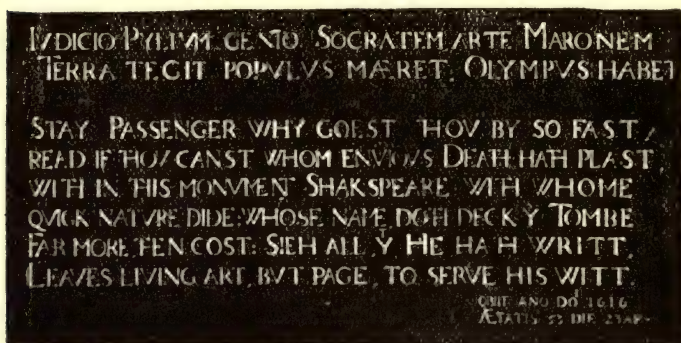 IVDICIO PYLIVM, GENIO SOCRATEM, ARTE MARONEM
TERRA TEGIT, POPVLVS MÆRET, OLYMPVS HABET
STAY PASSENGER WHY GOEST THOV BY SO FAST,
READ IF THOV CANST WHOM ENVIOVS DEATH HATH PLAST
WITH IN THIS MONVMENT SHAKSPEARE WITH WHOME
QVICK NATVRE DIDE WHOSE NAME DOTH DECK Yˢ TOMBE
FAR MORE TEN COST: SIEH ALL Yᵀ HE HATH WRITT,
LEAVES LIVING ART, BVT PAGE, TO SERVE HIS WITT.
OBIIT ANO DO 1616
ÆTATIS 53 DIE 23 AP